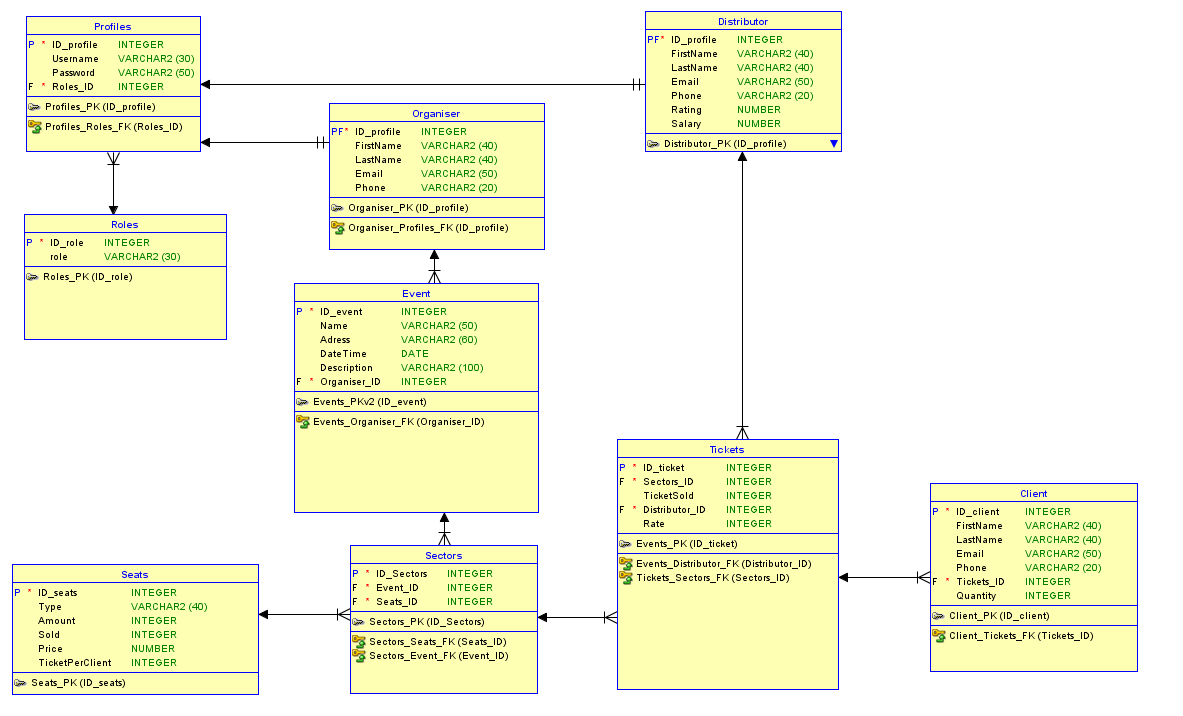 Profiles
P * ID_profile INTEGER
Username VARCHAR2 (30)
Password VARCHAR2 (50)
F * Roles_ID INTEGER
Profiles_PK (ID_profile)
Profiles_Roles_FK (Roles_ID)
Distributor
PF* ID_profile INTEGER
FirstName VARCHAR2 (40)
LastName VARCHAR2 (40)
Email VARCHAR2 (50)
Phone VARCHAR2 (20)
Rating NUMBER
Salary NUMBER
Distributor_PK (ID_profile)
Organiser
PF* ID_profile INTEGER
FirstName VARCHAR2 (40)
LastName VARCHAR2 (40)
Email VARCHAR2 (50)
Phone VARCHAR2 (20)
Organiser_PK (ID_profile)
Organiser_Profiles_FK (ID_profile)
Roles
P * ID_role INTEGER
role VARCHAR2 (30)
Roles_PK (ID_role)
Event
P * ID_event INTEGER
Name VARCHAR2 (50)
Adress VARCHAR2 (60)
DateTime DATE
Description VARCHAR2 (100)
F * Organiser_ID INTEGER
Events_PKv2 (ID_event)
Events_Organiser_FK (Organiser_ID)
Tickets
P * ID_ticket INTEGER
F * Sectors_ID INTEGER
TicketSold INTEGER
F * Distributor_ID INTEGER
Rate INTEGER
Events_PK (ID_ticket)
Events_Distributor_FK (Distributor_ID)
Tickets_Sectors_FK (Sectors_ID)
Client
P * ID_client INTEGER
FirstName VARCHAR2 (40)
LastName VARCHAR2 (40)
Email VARCHAR2 (50)
Phone VARCHAR2 (20)
F * Tickets_ID INTEGER
Quantity INTEGER
Client_PK (ID_client)
Client_Tickets_FK (Tickets_ID)
Sectors
P * ID_Sectors INTEGER
F * Event_ID INTEGER
F * Seats_ID INTEGER
Sectors_PK (ID_Sectors)
Sectors_Seats_FK (Seats_ID)
Sectors_Event_FK (Event_ID)
Seats
P * ID_seats INTEGER
Type VARCHAR2 (40)
Amount INTEGER
Sold INTEGER
Price NUMBER
TicketPerClient INTEGER
Seats_PK (ID_seats)